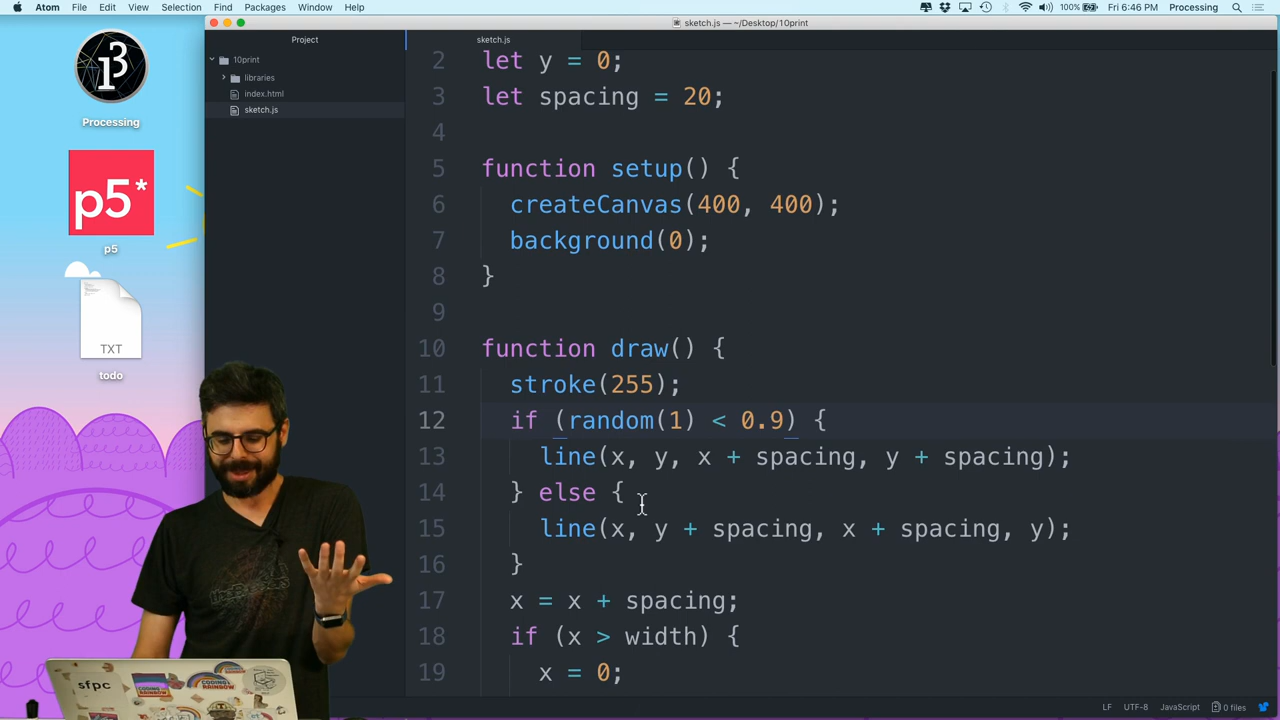 Atom File Edit View Selection Find Packages Window Help 100% Fri 6:46 PM Processing
sketch.js — ~/Desktop/10print
Project
sketch.js
10print
libraries
index.html
sketch.js
Processing
p5*
p5
TXT
todo
2 let y = 0;
3 let spacing = 20;
4
5 function setup() {
6 createCanvas(400, 400);
7 background(0);
8 }
9
10 function draw() {
11 stroke(255);
12 if (random(1) < 0.9) {
13 line(x, y, x + spacing, y + spacing);
14 } else {
15 line(x, y + spacing, x + spacing, y);
16 }
17 x = x + spacing;
18 if (x > width) {
19 x = 0;
sfpc
CODING RAINBOW
CODING RAINBOW
LF UTF-8 JavaScript 0 files